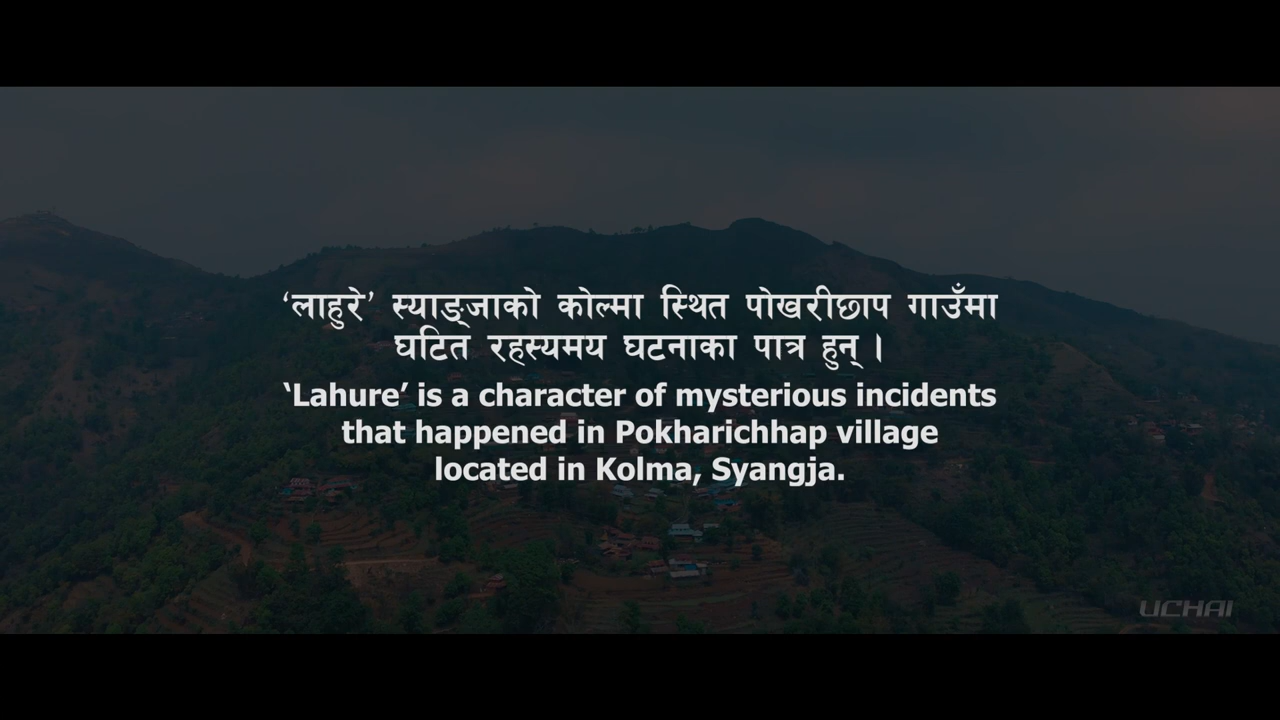 ‘लाहुरे’ स्याङ्जाको कोल्मा स्थित पोखरीछाप गाउँमा
घटित रहस्यमय घटनाका पात्र हुन् ।
‘Lahure’ is a character of mysterious incidents
that happened in Pokharichhap village
located in Kolma, Syangja.
UCHAI